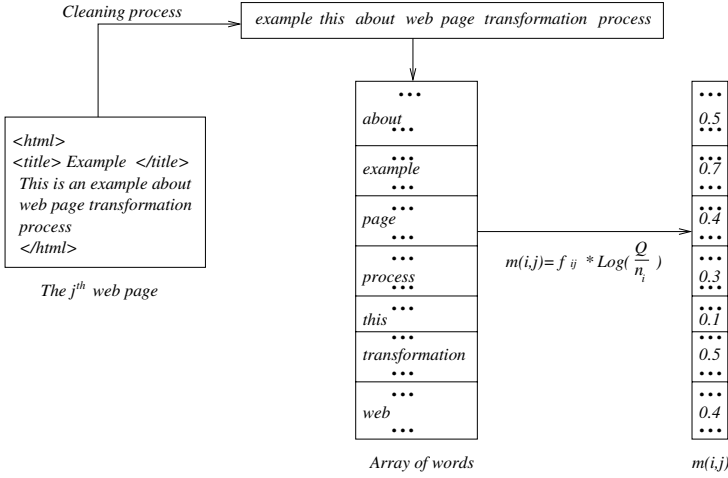 Cleaning process
example this about web page transformation process
<html>
<title> Example </title>
This is an example about
web page transformation
process
</html>
The jth web page
...
about
...
...
example
...
...
page
...
...
process
...
...
this
...
transformation
...
...
web
...
Array of words
m(i,j)= f ij * Log( Q / ni )
...
0.5
...
...
0.7
...
...
0.4
...
...
0.3
...
...
0.1
...
0.5
...
...
0.4
...
m(i,j)